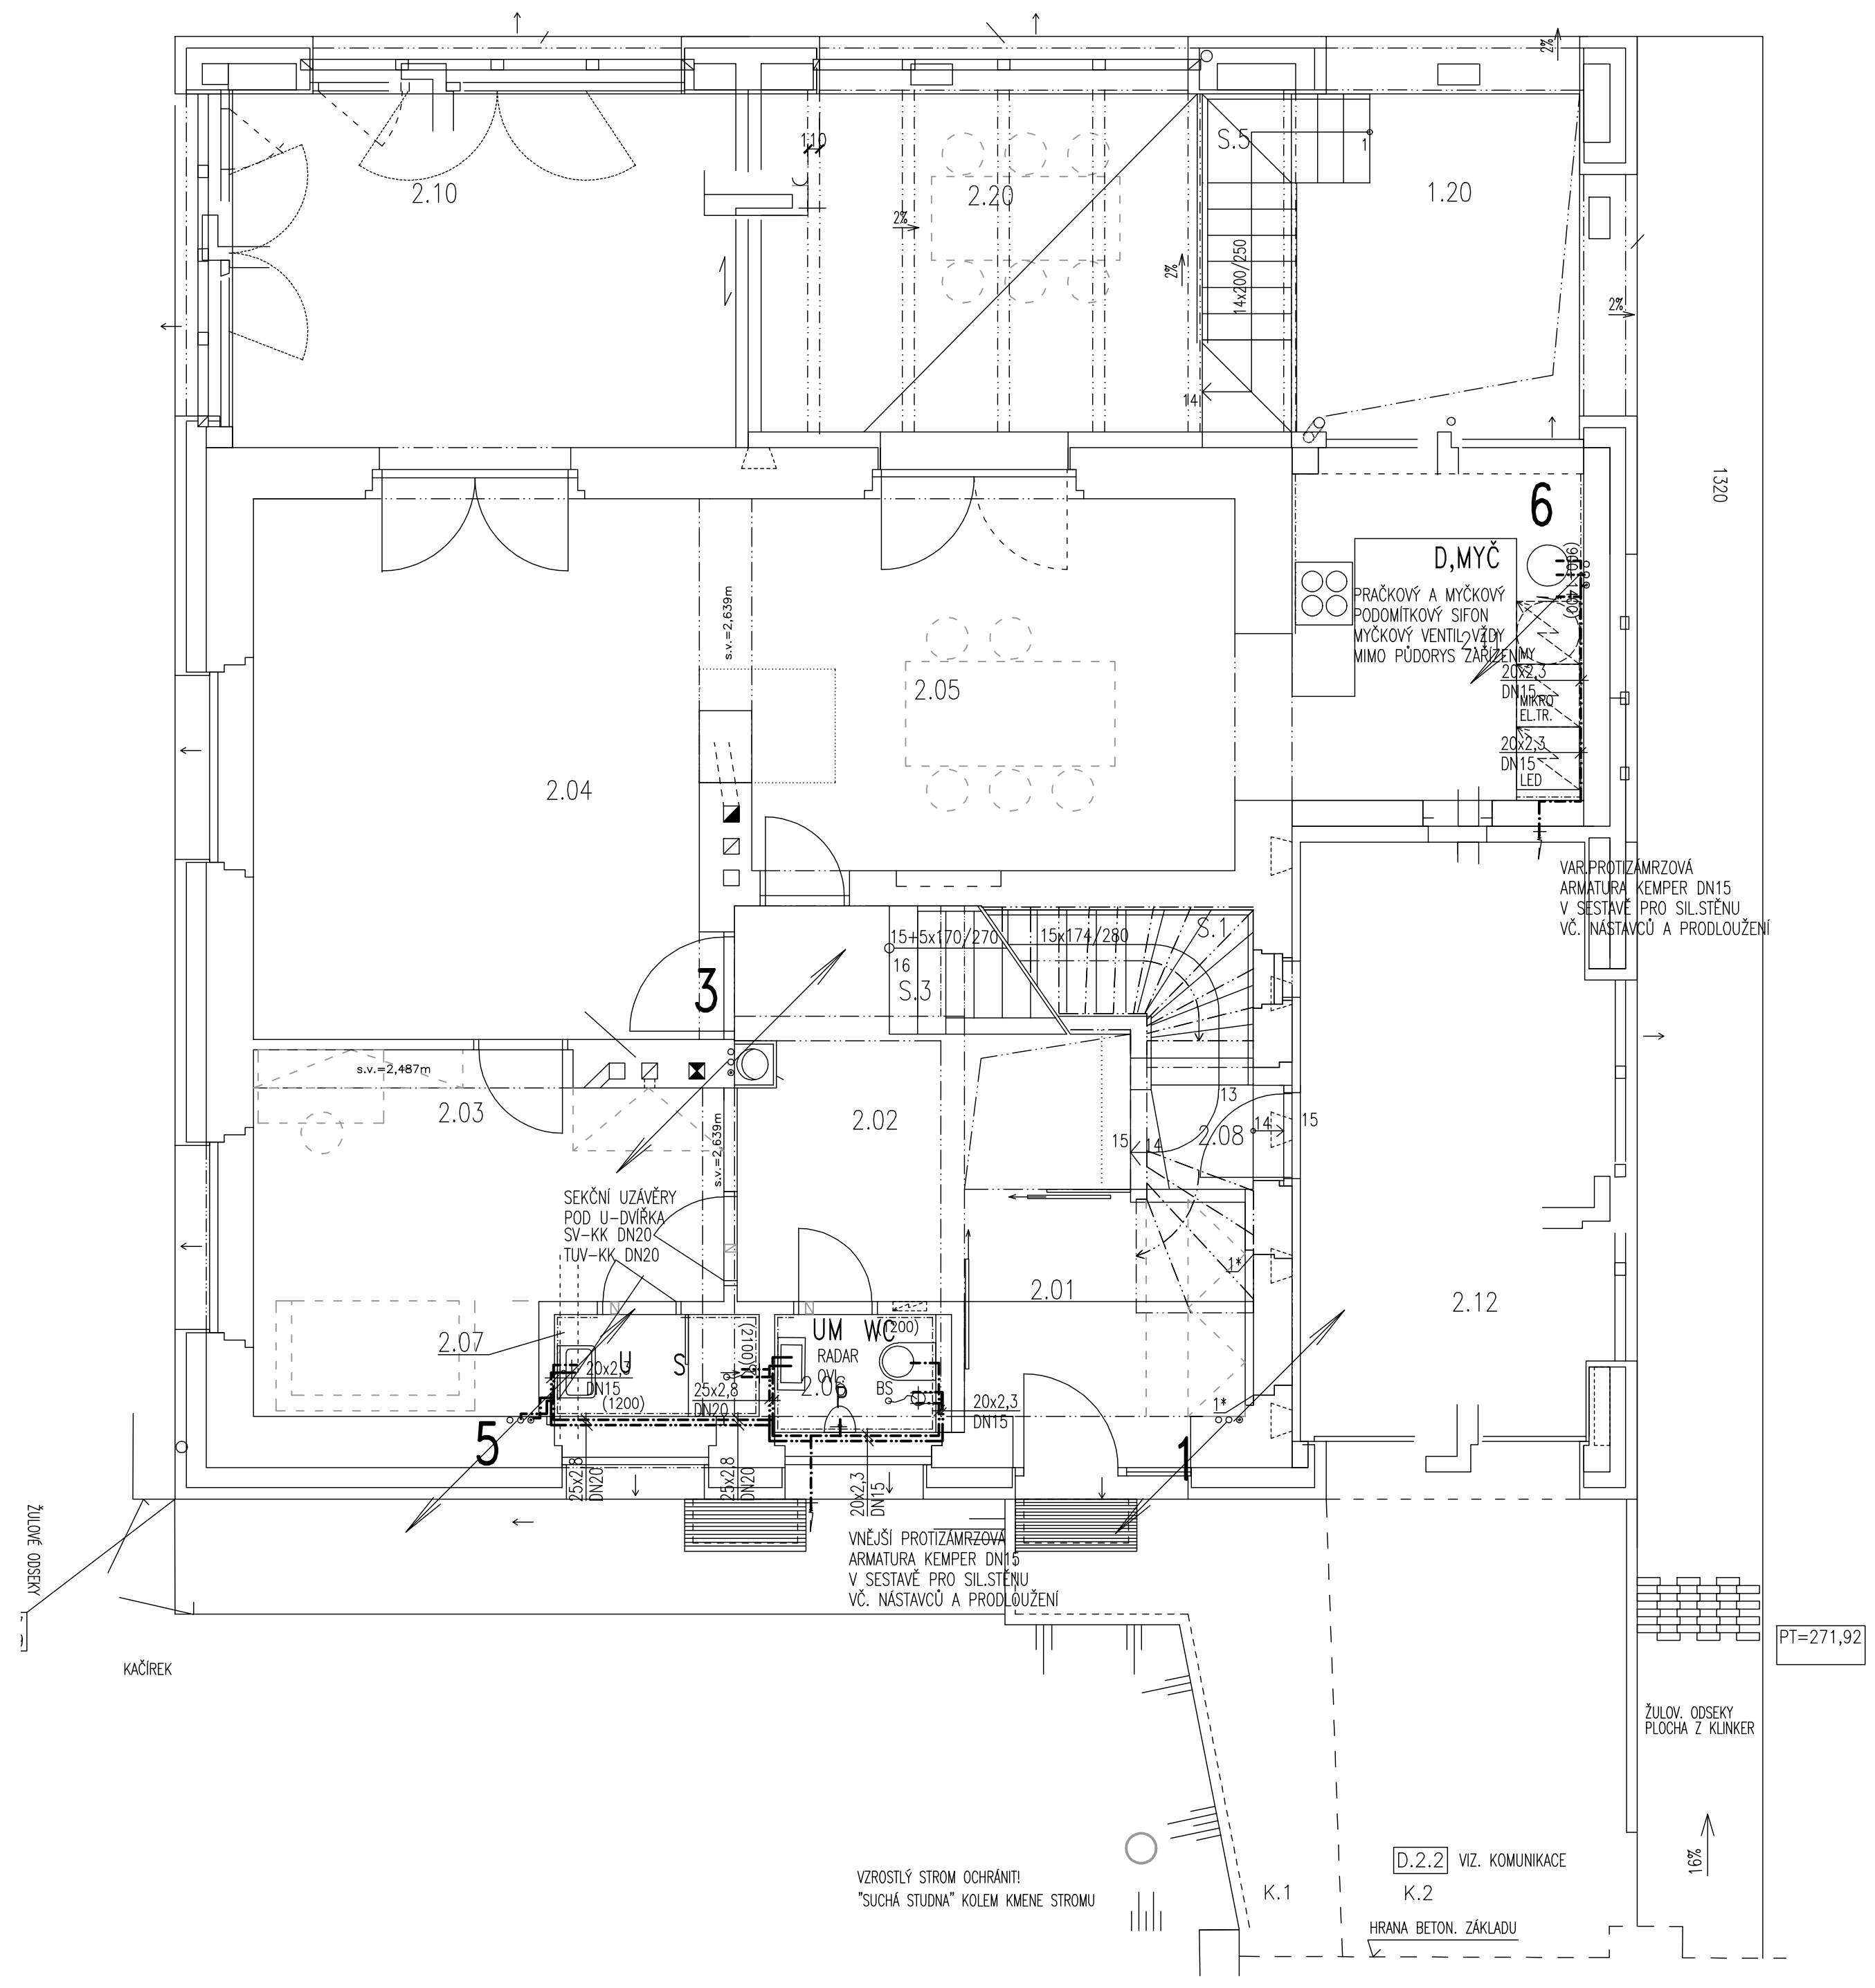 2%
110
S.5
1
2.10
2.20
1.20
2%
2%
14x200/250
2%
14
1320
6
D,MYČ
(900-1400)
PRAČKOVÝ A MYČKOVÝ
PODOMÍTKOVÝ SIFON
MYČKOVÝ VENTIL VŽDY
MIMO PŮDORYS ZAŘÍZENÍ
MY
20x2,3
DN15
MIKRO
EL.TR.
20x2,3
DN15
LED
s.v.=2,639m
2.05
2.04
VAR.PROTIZÁMRZOVÁ
ARMATURA KEMPER DN15
V SESTAVĚ PRO SIL.STĚNU
VČ. NÁSTAVCŮ A PRODLOUŽENÍ
15+5x170/270
15x174/280
S.1
16
S.3
3
s.v.=2,487m
2.03
2.02
13
2.08
14
15
15
14
s.v.=2,639m
SEKČNÍ UZÁVĚRY
POD U-DVÍŘKA
SV-KK DN20
TUV-KK DN20
1*
2.01
2.12
2.07
UM
WC
(1200)
(2100)
RADAR
OVL.
U
S
20x2,3
DN15
(1200)
25x2,8
DN20
2.06
P
BS
20x2,3
DN15
1*
5
1
25x2,8
DN20
25x2,8
DN20
20x2,3
DN15
VNĚJŠÍ PROTIZÁMRZOVÁ
ARMATURA KEMPER DN15
V SESTAVĚ PRO SIL.STĚNU
VČ. NÁSTAVCŮ A PRODLOUŽENÍ
ŽULOVÉ ODSEKY
KAČÍREK
PT=271,92
ŽULOV. ODSEKY
PLOCHA Z KLINKER
16%
VZROSTLÝ STROM OCHRÁNIT!
"SUCHÁ STUDNA" KOLEM KMENE STROMU
D.2.2 VIZ. KOMUNIKACE
K.1
K.2
HRANA BETON. ZÁKLADU